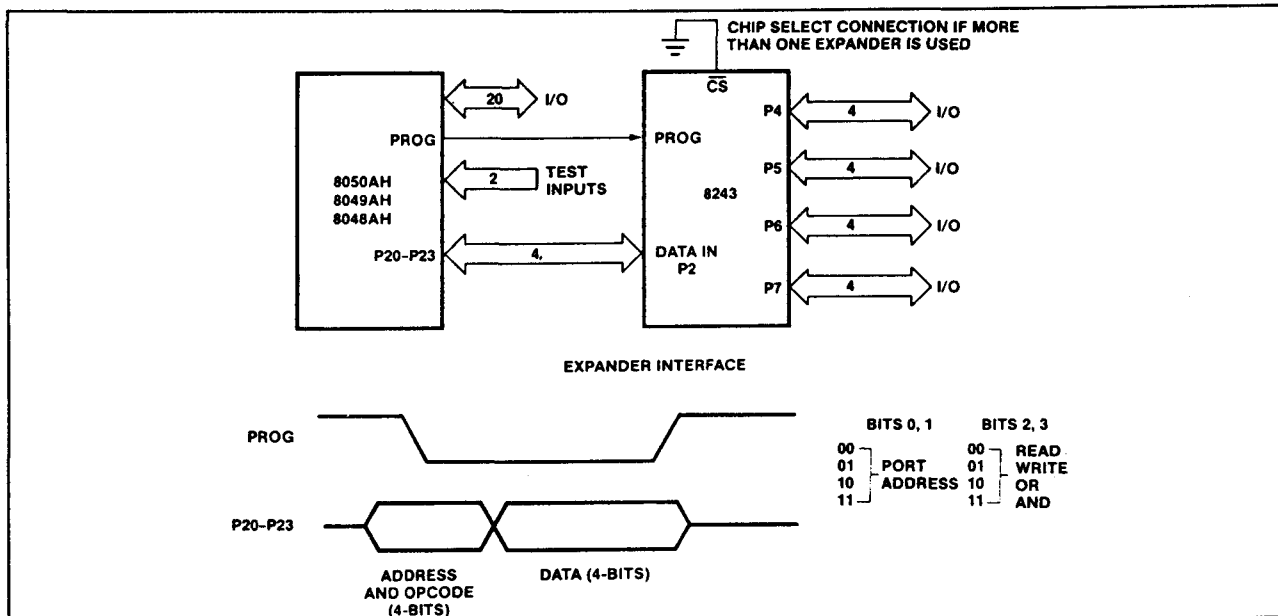 CHIP SELECT CONNECTION IF MORE
THAN ONE EXPANDER IS USED
CS
20 I/O
P4 4 I/O
PROG PROG
2 TEST
INPUTS
P5 4 I/O
8050AH
8049AH
8048AH
8243
P6 4 I/O
P20–P23 4, DATA IN
P2
P7 4 I/O
EXPANDER INTERFACE
PROG
P20–P23
ADDRESS
AND OPCODE
(4-BITS)
DATA (4-BITS)
BITS 0, 1 BITS 2, 3
00 00 READ
01 PORT 01 WRITE
10 ADDRESS 10 OR
11 11 AND